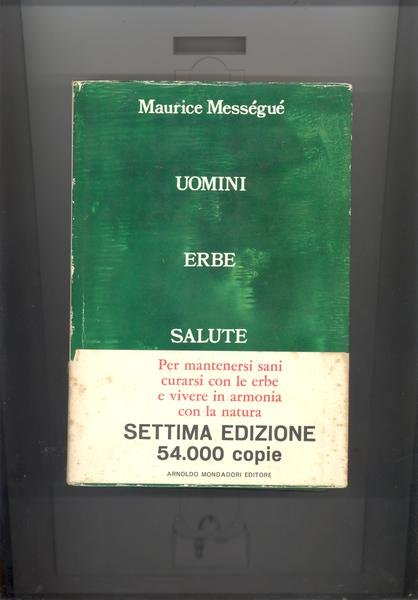 Maurice Mességué
UOMINI
ERBE
SALUTE
Per mantenersi sani
curarsi con le erbe
e vivere in armonia
con la natura
SETTIMA EDIZIONE
54.000 copie
ARNOLDO MONDADORI EDITORE